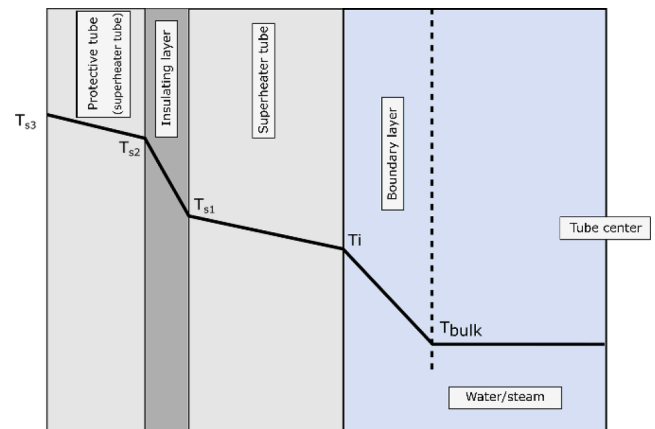 Protective tube
(superheater tube)
Insulating layer
Superheater tube
Boundary layer
Ts3
Ts2
Ts1
Ti
Tube center
Tbulk
Water/steam